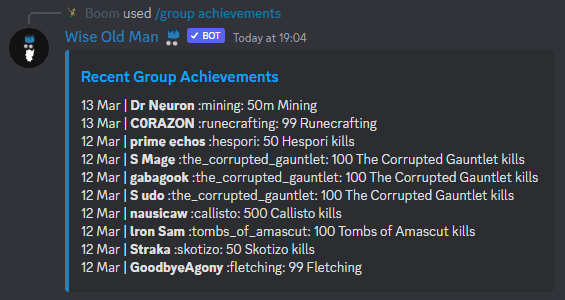 Boom used /group achievements
Wise Old Man ✓ BOT Today at 19:04
Recent Group Achievements
13 Mar | Dr Neuron :mining: 50m Mining
13 Mar | C0RAZON :runecrafting: 99 Runecrafting
12 Mar | prime echos :hespori: 50 Hespori kills
12 Mar | S Mage :the_corrupted_gauntlet: 100 The Corrupted Gauntlet kills
12 Mar | gabagook :the_corrupted_gauntlet: 100 The Corrupted Gauntlet kills
12 Mar | S udo :the_corrupted_gauntlet: 100 The Corrupted Gauntlet kills
12 Mar | nausicaw :callisto: 500 Callisto kills
12 Mar | lron Sam :tombs_of_amascut: 100 Tombs of Amascut kills
12 Mar | Straka :skotizo: 50 Skotizo kills
12 Mar | GoodbyeAgony :fletching: 99 Fletching